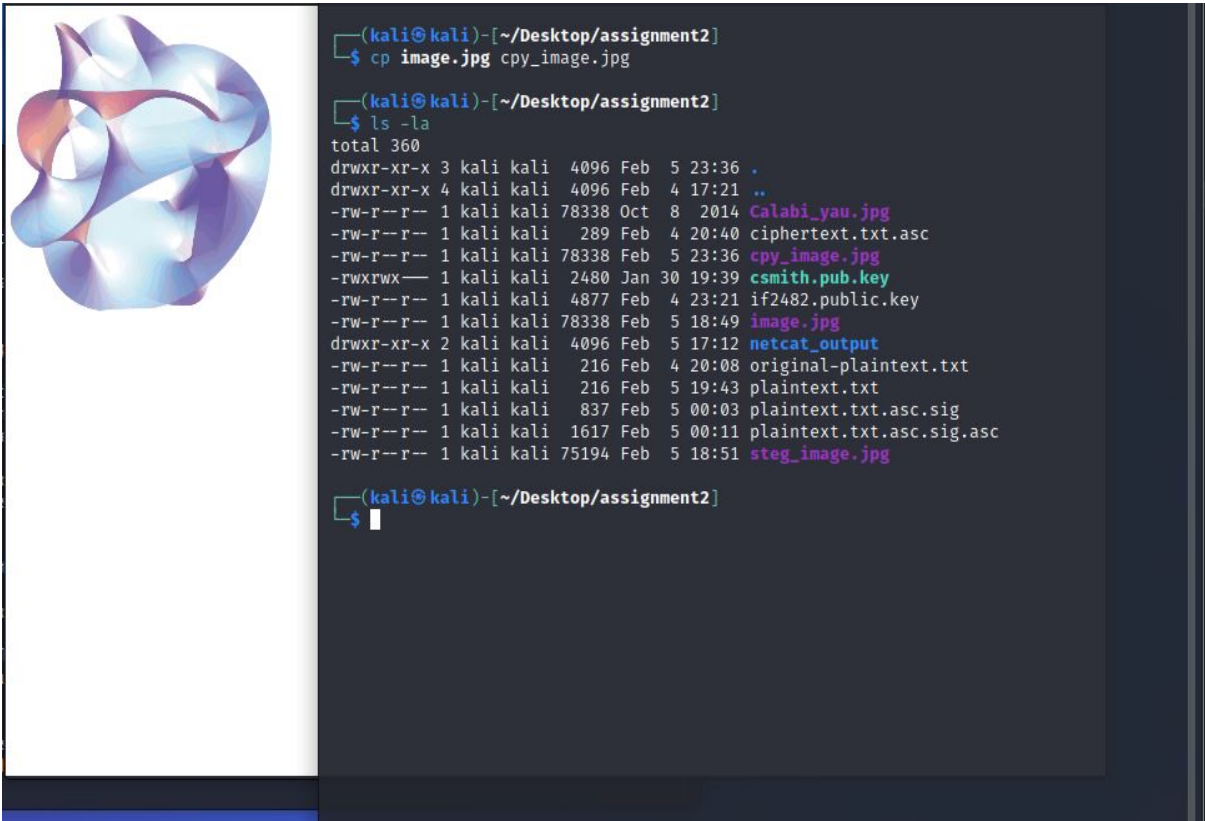 ┌──(kali㉿kali)-[~/Desktop/assignment2]
└─$ cp image.jpg cpy_image.jpg
┌──(kali㉿kali)-[~/Desktop/assignment2]
└─$ ls -la
total 360
drwxr-xr-x 3 kali kali 4096 Feb 5 23:36 .
drwxr-xr-x 4 kali kali 4096 Feb 4 17:21 ..
-rw-r--r-- 1 kali kali 78338 Oct 8 2014 Calabi_yau.jpg
-rw-r--r-- 1 kali kali 289 Feb 4 20:40 ciphertext.txt.asc
-rw-r--r-- 1 kali kali 78338 Feb 5 23:36 cpy_image.jpg
-rwxrwx--- 1 kali kali 2480 Jan 30 19:39 csmith.pub.key
-rw-r--r-- 1 kali kali 4877 Feb 4 23:21 if2482.public.key
-rw-r--r-- 1 kali kali 78338 Feb 5 18:49 image.jpg
drwxr-xr-x 2 kali kali 4096 Feb 5 17:12 netcat_output
-rw-r--r-- 1 kali kali 216 Feb 4 20:08 original-plaintext.txt
-rw-r--r-- 1 kali kali 216 Feb 5 19:43 plaintext.txt
-rw-r--r-- 1 kali kali 837 Feb 5 00:03 plaintext.txt.asc.sig
-rw-r--r-- 1 kali kali 1617 Feb 5 00:11 plaintext.txt.asc.sig.asc
-rw-r--r-- 1 kali kali 75194 Feb 5 18:51 steg_image.jpg
┌──(kali㉿kali)-[~/Desktop/assignment2]
└─$